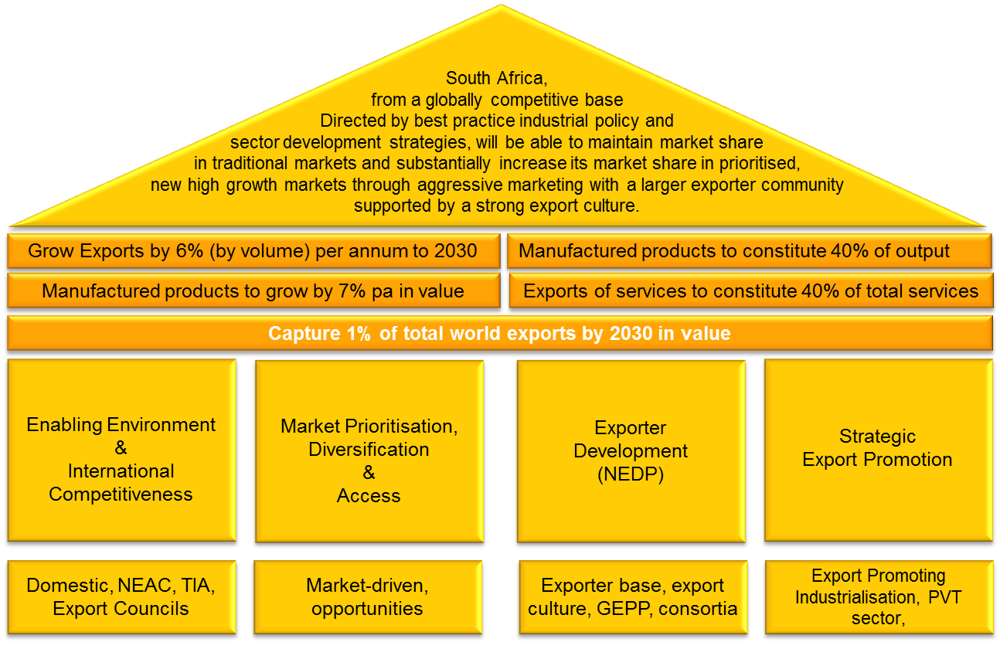 South Africa,
from a globally competitive base
Directed by best practice industrial policy and
sector development strategies, will be able to maintain market share
in traditional markets and substantially increase its market share in prioritised,
new high growth markets through aggressive marketing with a larger exporter community
supported by a strong export culture.
Grow Exports by 6% (by volume) per annum to 2030
Manufactured products to constitute 40% of output
Manufactured products to grow by 7% pa in value
Exports of services to constitute 40% of total services
Capture 1% of total world exports by 2030 in value
Enabling Environment
&
International
Competitiveness
Market Prioritisation,
Diversification
&
Access
Exporter
Development
(NEDP)
Strategic
Export Promotion
Domestic, NEAC, TIA,
Export Councils
Market-driven,
opportunities
Exporter base, export
culture, GEPP, consortia
Export Promoting
Industrialisation, PVT
sector,